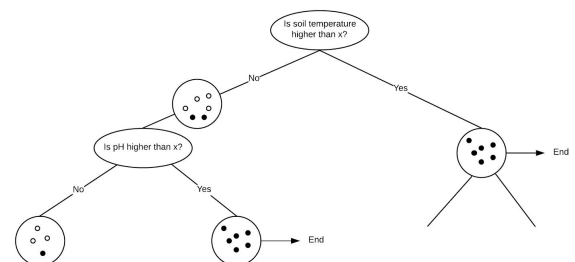 Is soil temperature
higher than x?
No
Yes
Is pH higher than x?
End
No
Yes
End